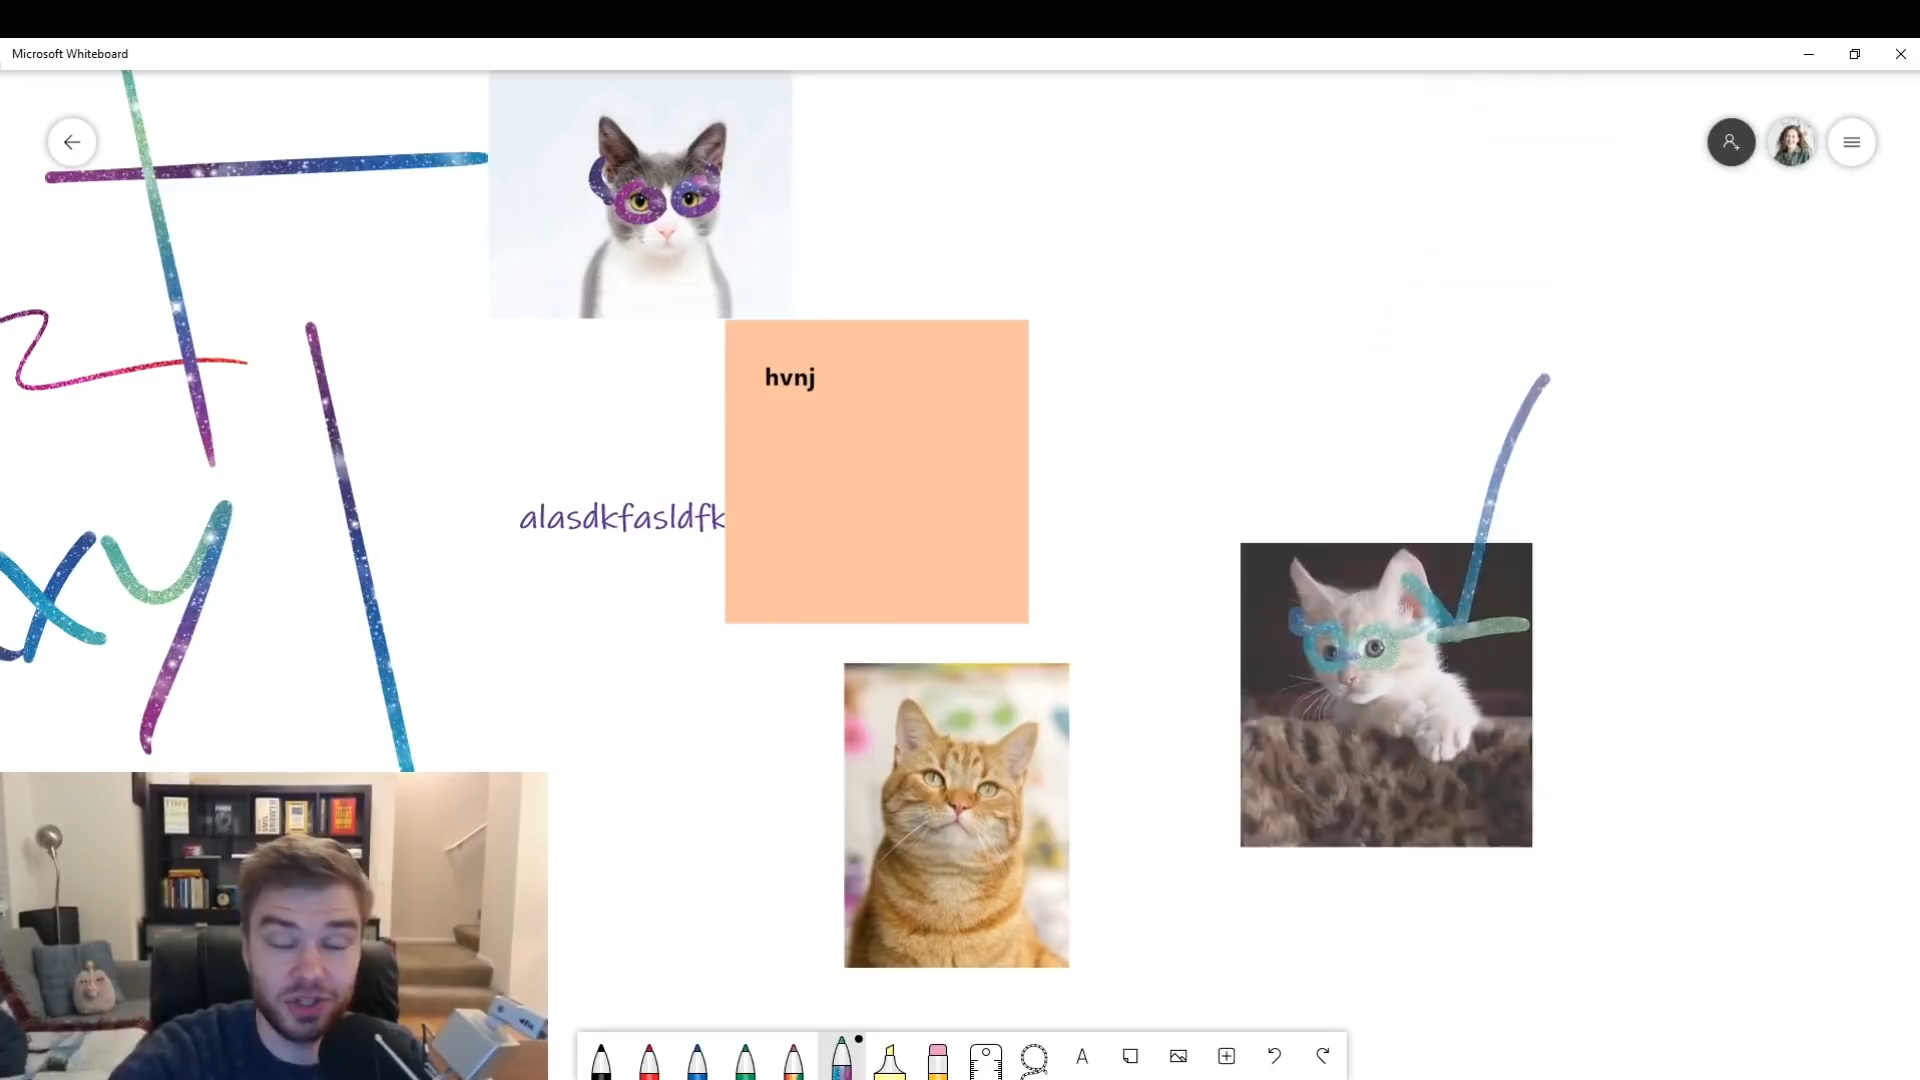 Microsoft Whiteboard
hvnj
alasdkfasldfk
xy
A